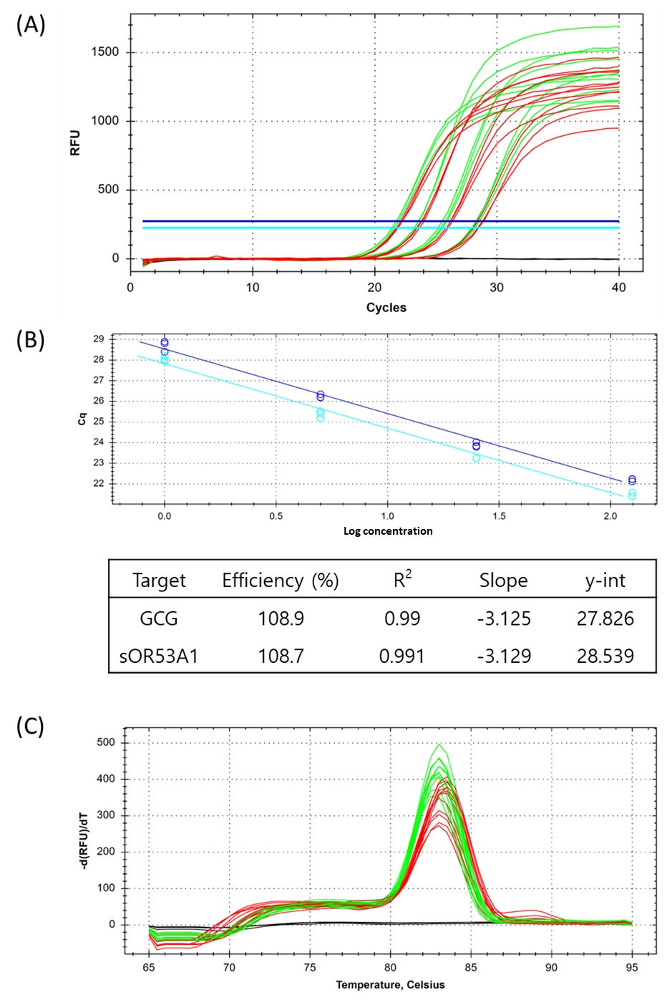 (A)
1500
1000
500
0
RFU
0 10 20 30 40
Cycles
(B)
29
28
27
26
25
24
23
22
Cq
0.0 0.5 1.0 1.5 2.0
Log concentration
Target Efficiency (%) R2 Slope y-int
GCG 108.9 0.99 -3.125 27.826
sOR53A1 108.7 0.991 -3.129 28.539
(C)
500
400
300
200
100
0
-d(RFU)/dT
65 70 75 80 85 90 95
Temperature, Celsius